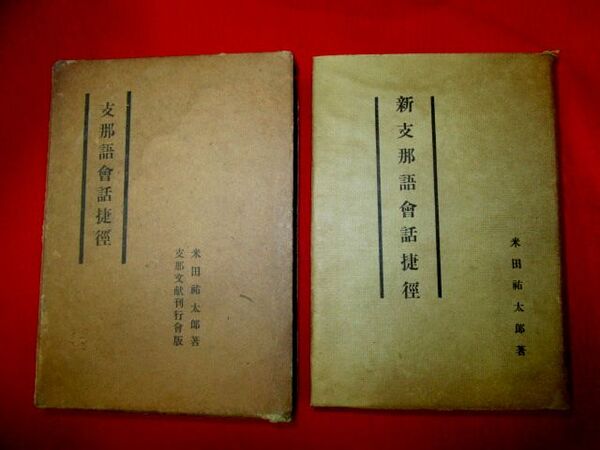 支那語會話捷徑
米田祐太郎著
支那文献刊行會版
新支那語會話捷徑
米田祐太郎著